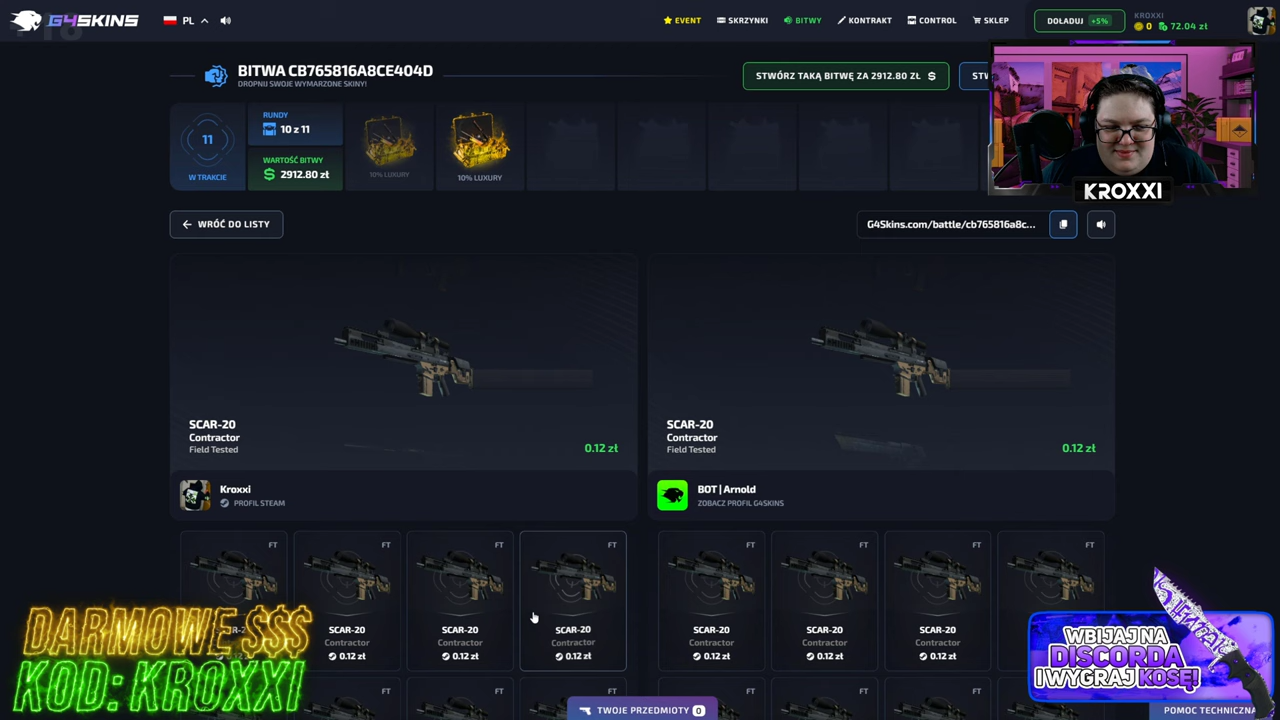 G4SKINS
PL
EVENT
SKRZYNKI
BITWY
KONTRAKT
CONTROL
SKLEP
DOŁADUJ +5%
KROXXI
0 72.04 zł
BITWA CB765816A8CE404D
DROPNIJ SWOJE WYMARZONE SKINY!
STWÓRZ TAKĄ BITWĘ ZA 2912.80 ZŁ $
11
W TRAKCIE
RUNDY
10 z 11
WARTOŚĆ BITWY
$ 2912.80 zł
10% LUXURY
10% LUXURY
KROXXI
WRÓĆ DO LISTY
G4Skins.com/battle/cb765816a8c...
SCAR-20
Contractor
Field Tested
0.12 zł
SCAR-20
Contractor
Field Tested
0.12 zł
Kroxxi
PROFIL STEAM
BOT | Arnold
ZOBACZ PROFIL G4SKINS
FT FT FT FT FT FT FT FT
SCAR-20 SCAR-20 SCAR-20 SCAR-20 SCAR-20 SCAR-20
Contractor Contractor Contractor Contractor Contractor Contractor
0.12 zł 0.12 zł 0.12 zł 0.12 zł 0.12 zł 0.12 zł
DARMOWE $$$
KOD: KROXXI
WBIJAJ NA
DISCORDA
I WYGRAJ KOSĘ!
TWOJE PRZEDMIOTY 0
POMOC TECHNICZNA